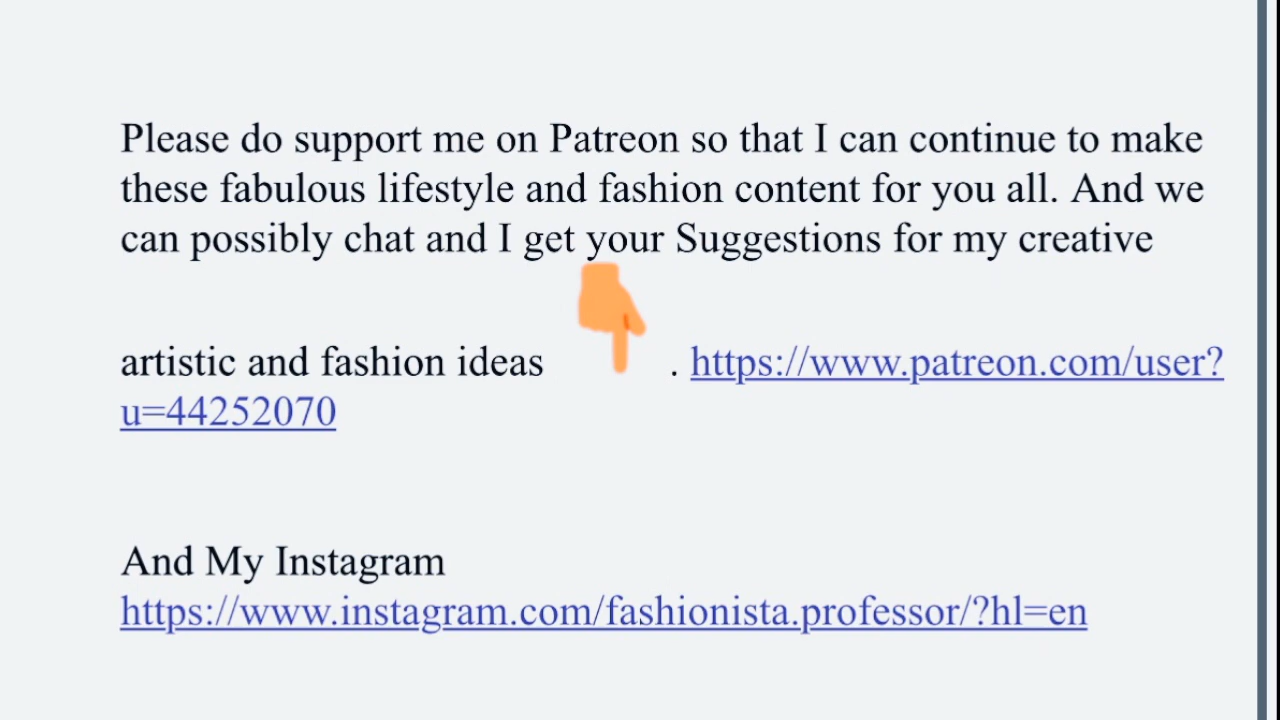 Please do support me on Patreon so that I can continue to make
these fabulous lifestyle and fashion content for you all. And we
can possibly chat and I get your Suggestions for my creative
artistic and fashion ideas . https://www.patreon.com/user?
u=44252070
And My Instagram
https://www.instagram.com/fashionista.professor/?hl=en